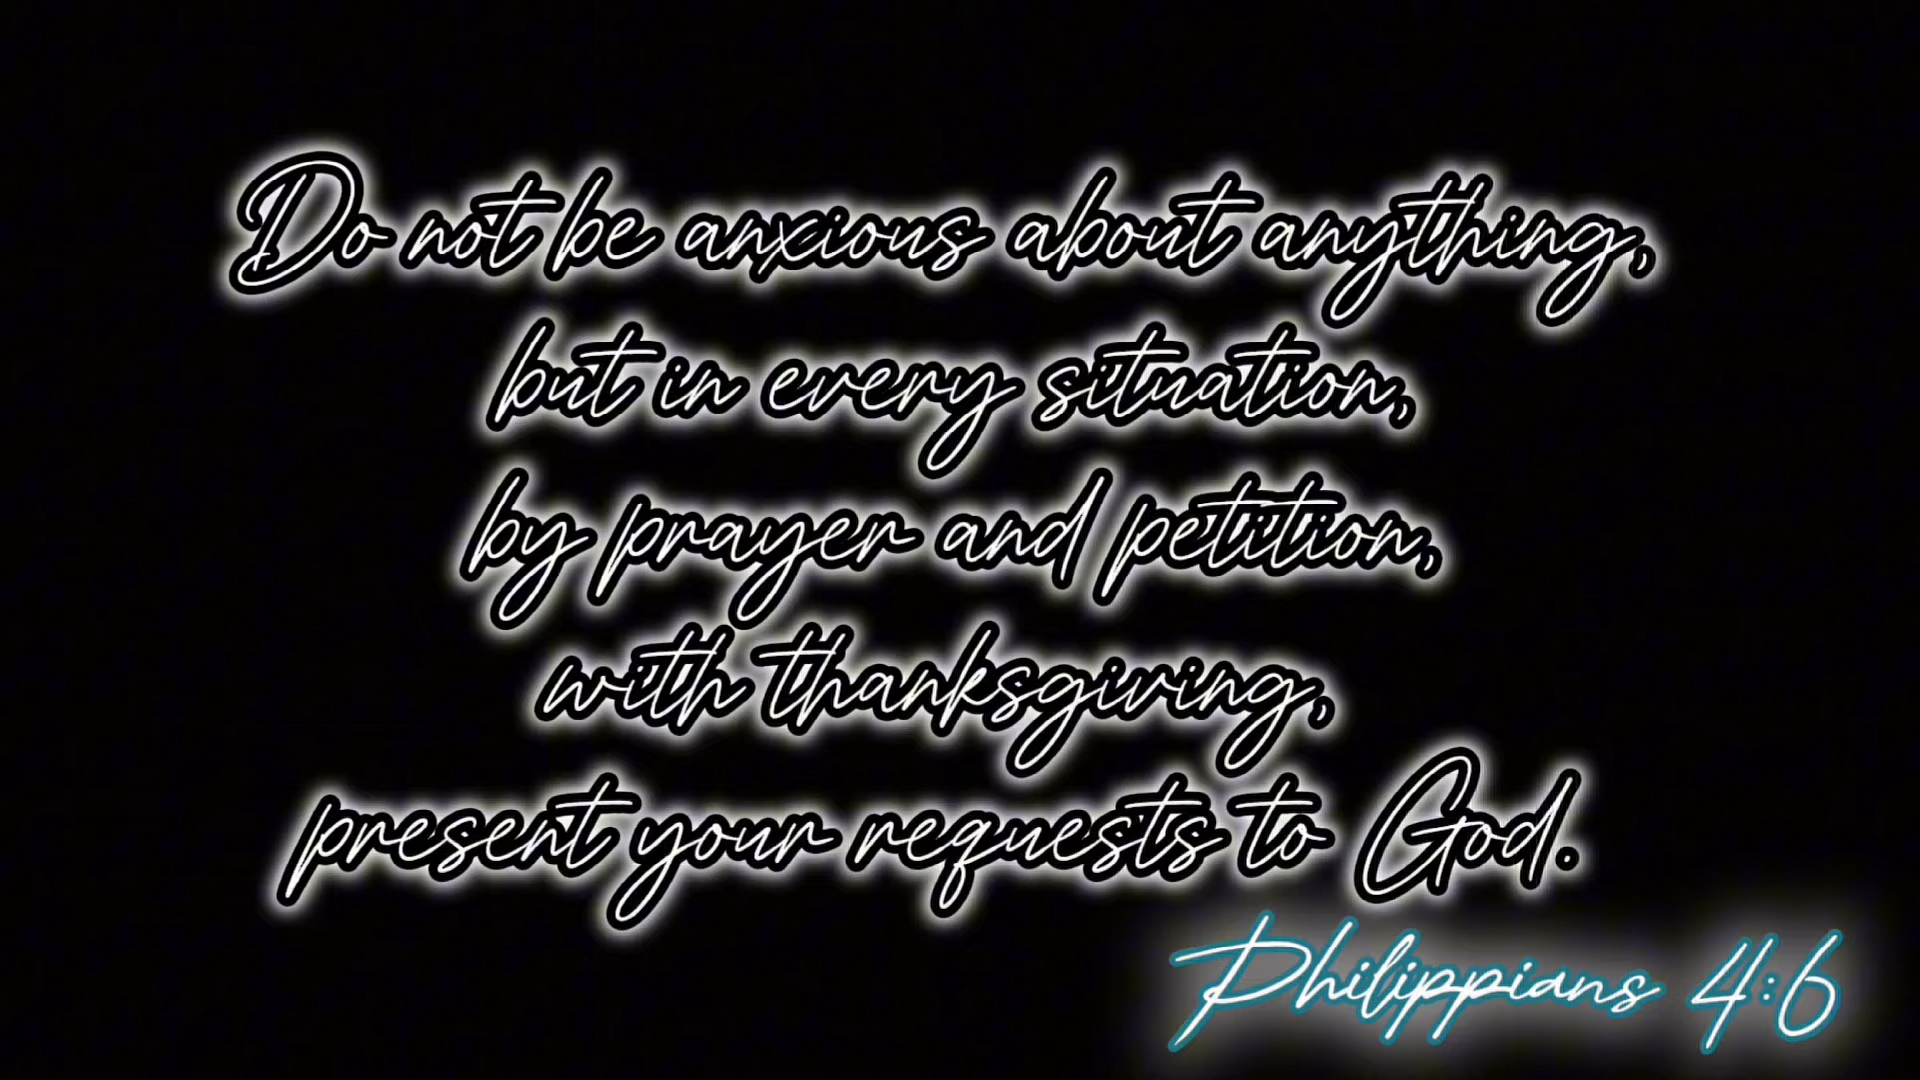 Do not be anxious about anything,
but in every situation,
by prayer and petition,
with thanksgiving,
present your requests to God.
Philippians 4:6